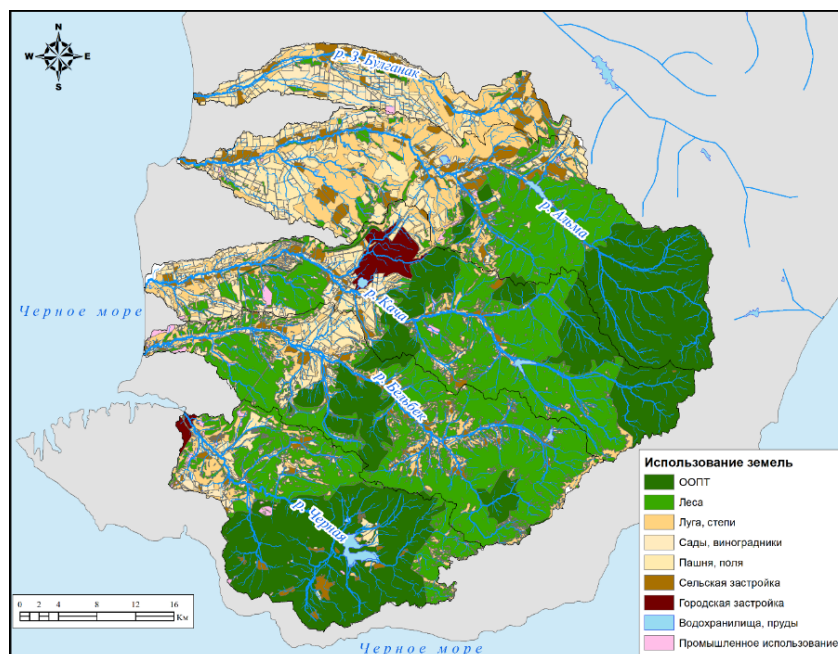 N
W E
S
р. З. Булганак
р. Альма
р. Кача
Черное море
р. Бельбек
р. Черная
Использование земель
ООПТ
Леса
Луга, степи
Сады, виноградники
Пашня, поля
Сельская застройка
Городская застройка
Водохранилища, пруды
Промышленное использование
0 2 4 8 12 16
Км
Черное море